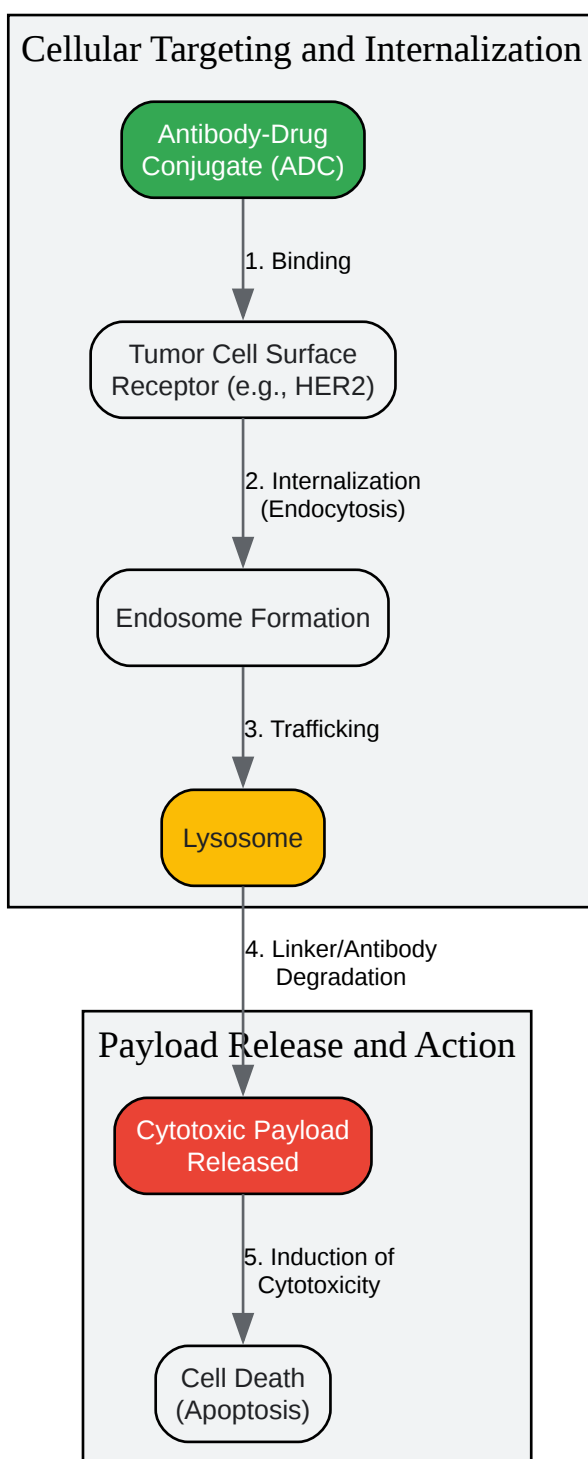 Cellular Targeting and Internalization
Antibody-Drug
Conjugate (ADC)
1. Binding
Tumor Cell Surface
Receptor (e.g., HER2)
2. Internalization
(Endocytosis)
Endosome Formation
3. Trafficking
Lysosome
4. Linker/Antibody
Degradation
Payload Release and Action
Cytotoxic Payload
Released
5. Induction of
Cytotoxicity
Cell Death
(Apoptosis)